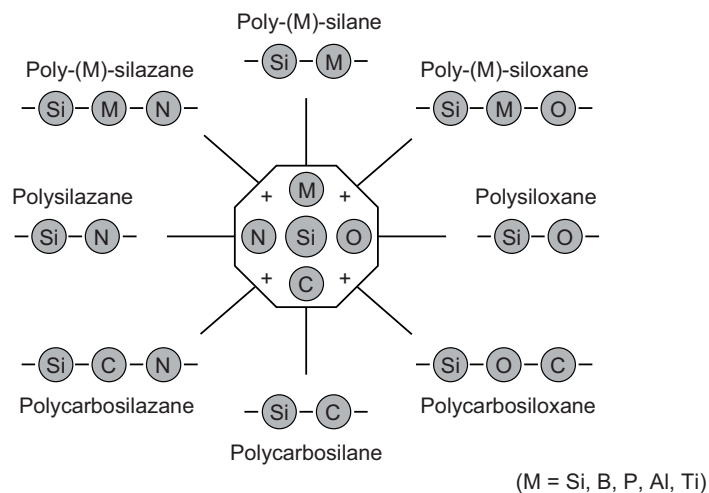 Poly-(M)-silane
Si M
Poly-(M)-silazane
Si M N
Poly-(M)-siloxane
Si M O
Polysilazane
Si N
Polysiloxane
Si O
M
+ +
N Si O
+ +
C
Si C N
Polycarbosilazane
Si O C
Polycarbosiloxane
Si C
Polycarbosilane
(M = Si, B, P, Al, Ti)